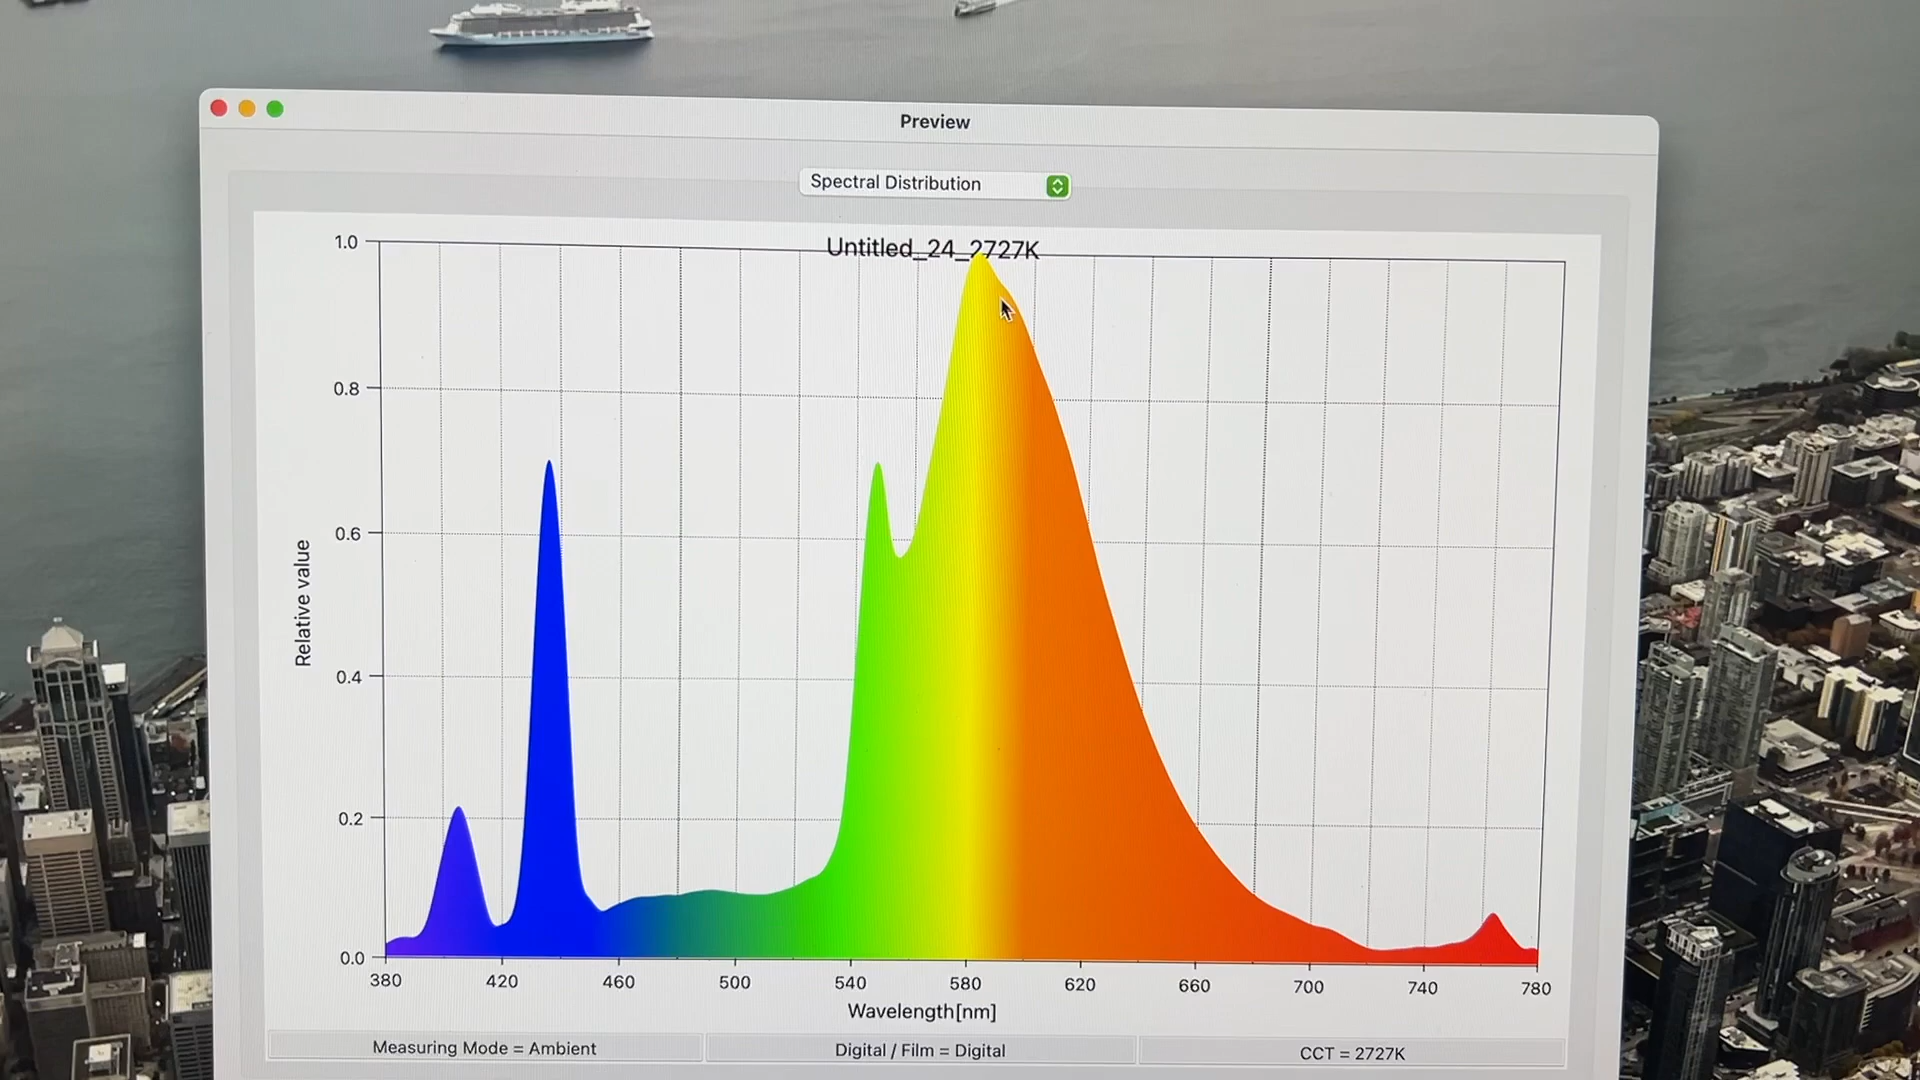 Preview
Spectral Distribution
Untitled_24_2727K
1.0
0.8
0.6
0.4
0.2
0.0
Relative value
380 420 460 500 540 580 620 660 700 740 780
Wavelength[nm]
Measuring Mode = Ambient
Digital / Film = Digital
CCT = 2727K